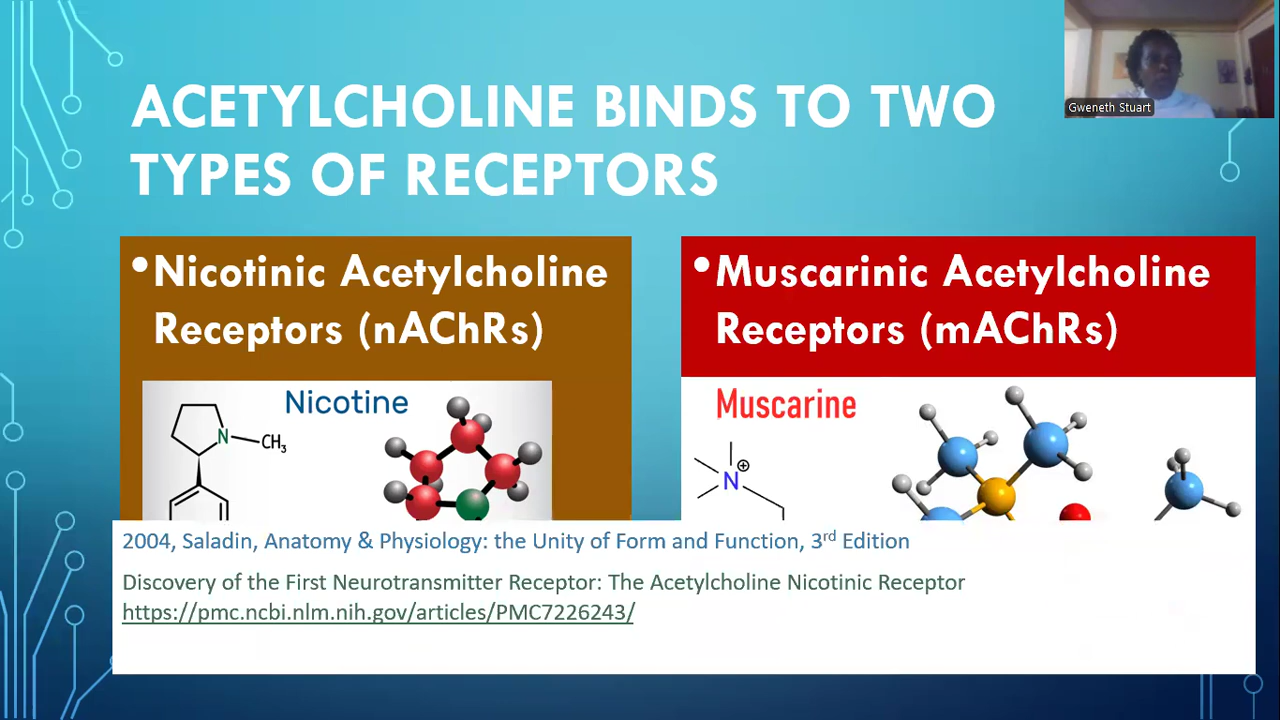 Gweneth Stuart
ACETYLCHOLINE BINDS TO TWO
TYPES OF RECEPTORS
•Nicotinic Acetylcholine
Receptors (nAChRs)
Nicotine
N
CH₃
•Muscarinic Acetylcholine
Receptors (mAChRs)
Muscarine
N
⊕
2004, Saladin, Anatomy & Physiology: the Unity of Form and Function, 3rd Edition
Discovery of the First Neurotransmitter Receptor: The Acetylcholine Nicotinic Receptor
https://pmc.ncbi.nlm.nih.gov/articles/PMC7226243/